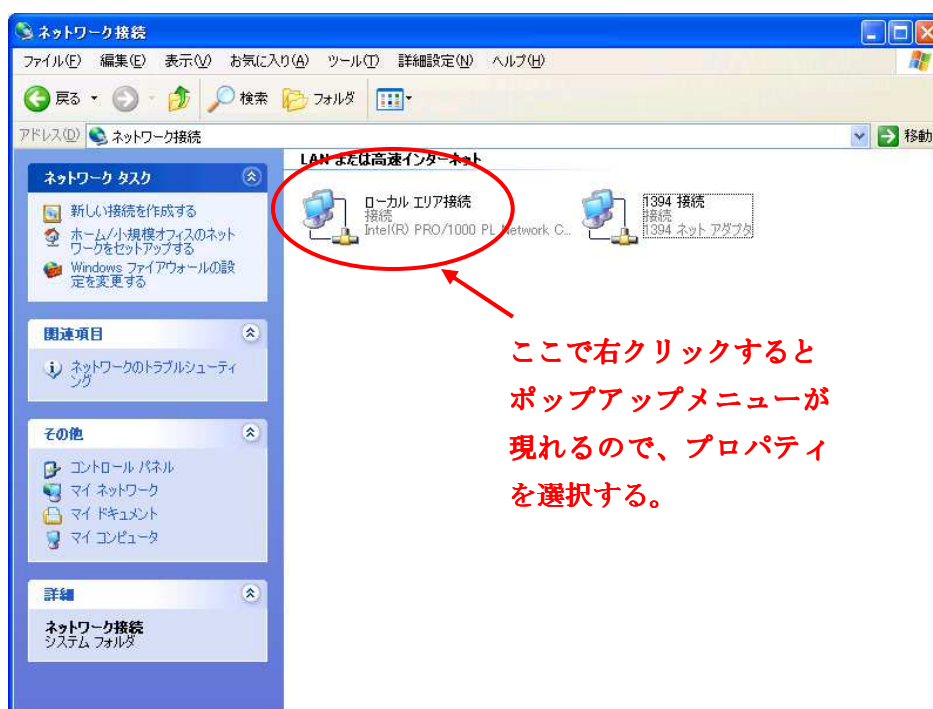 ネットワーク接続
ファイル(F) 編集(E) 表示(V) お気に入り(A) ツール(T) 詳細設定(N) ヘルプ(H)
戻る 検索 フォルダ
アドレス(D) ネットワーク接続 移動
LAN または高速インターネット
ネットワーク タスク
新しい接続を作成する
ホーム/小規模オフィスのネット
ワークをセットアップする
Windows ファイアウォールの設
定を変更する
ローカル エリア接続
接続
Intel(R) PRO/1000 PL Network C...
1394 接続
接続
1394 ネット アダプタ
関連項目
ネットワークのトラブルシューティ
ング
その他
コントロール パネル
マイ ネットワーク
マイ ドキュメント
マイ コンピュータ
詳細
ネットワーク接続
システム フォルダ
ここで右クリックすると
ポップアップメニューが
現れるので、プロパティ
を選択する。